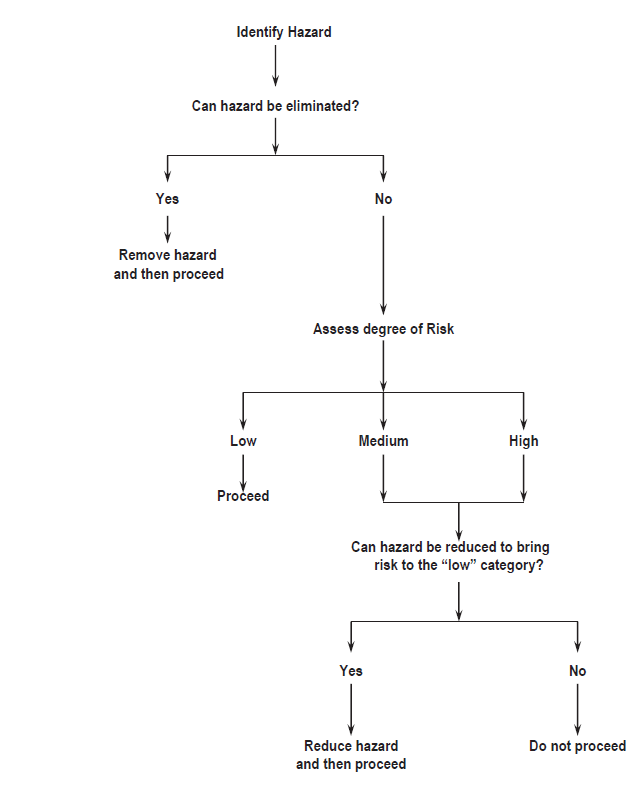 Identify Hazard
Can hazard be eliminated?
Yes
No
Remove hazard
and then proceed
Assess degree of Risk
Low
Medium
High
Proceed
Can hazard be reduced to bring
risk to the “low” category?
Yes
No
Reduce hazard
and then proceed
Do not proceed